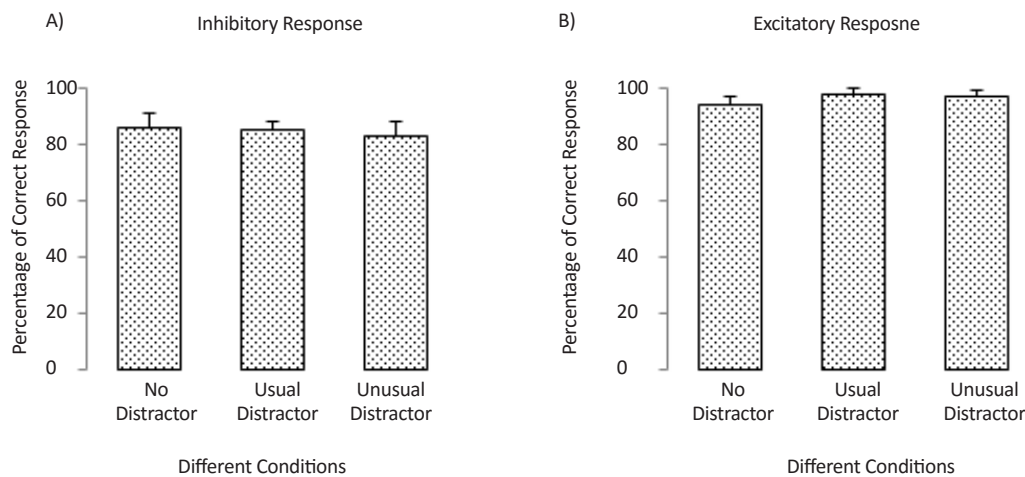 A)
Inhibitory Response
Percentaage of Correct Response
100
80
60
40
20
0
No
Distractor
Usual
Distractor
Unusual
Distractor
Different Conditions
B)
Excitatory Resposne
Percentaage of Correct Response
100
80
60
40
20
0
No
Distractor
Usual
Distractor
Unusual
Distractor
Different Conditions